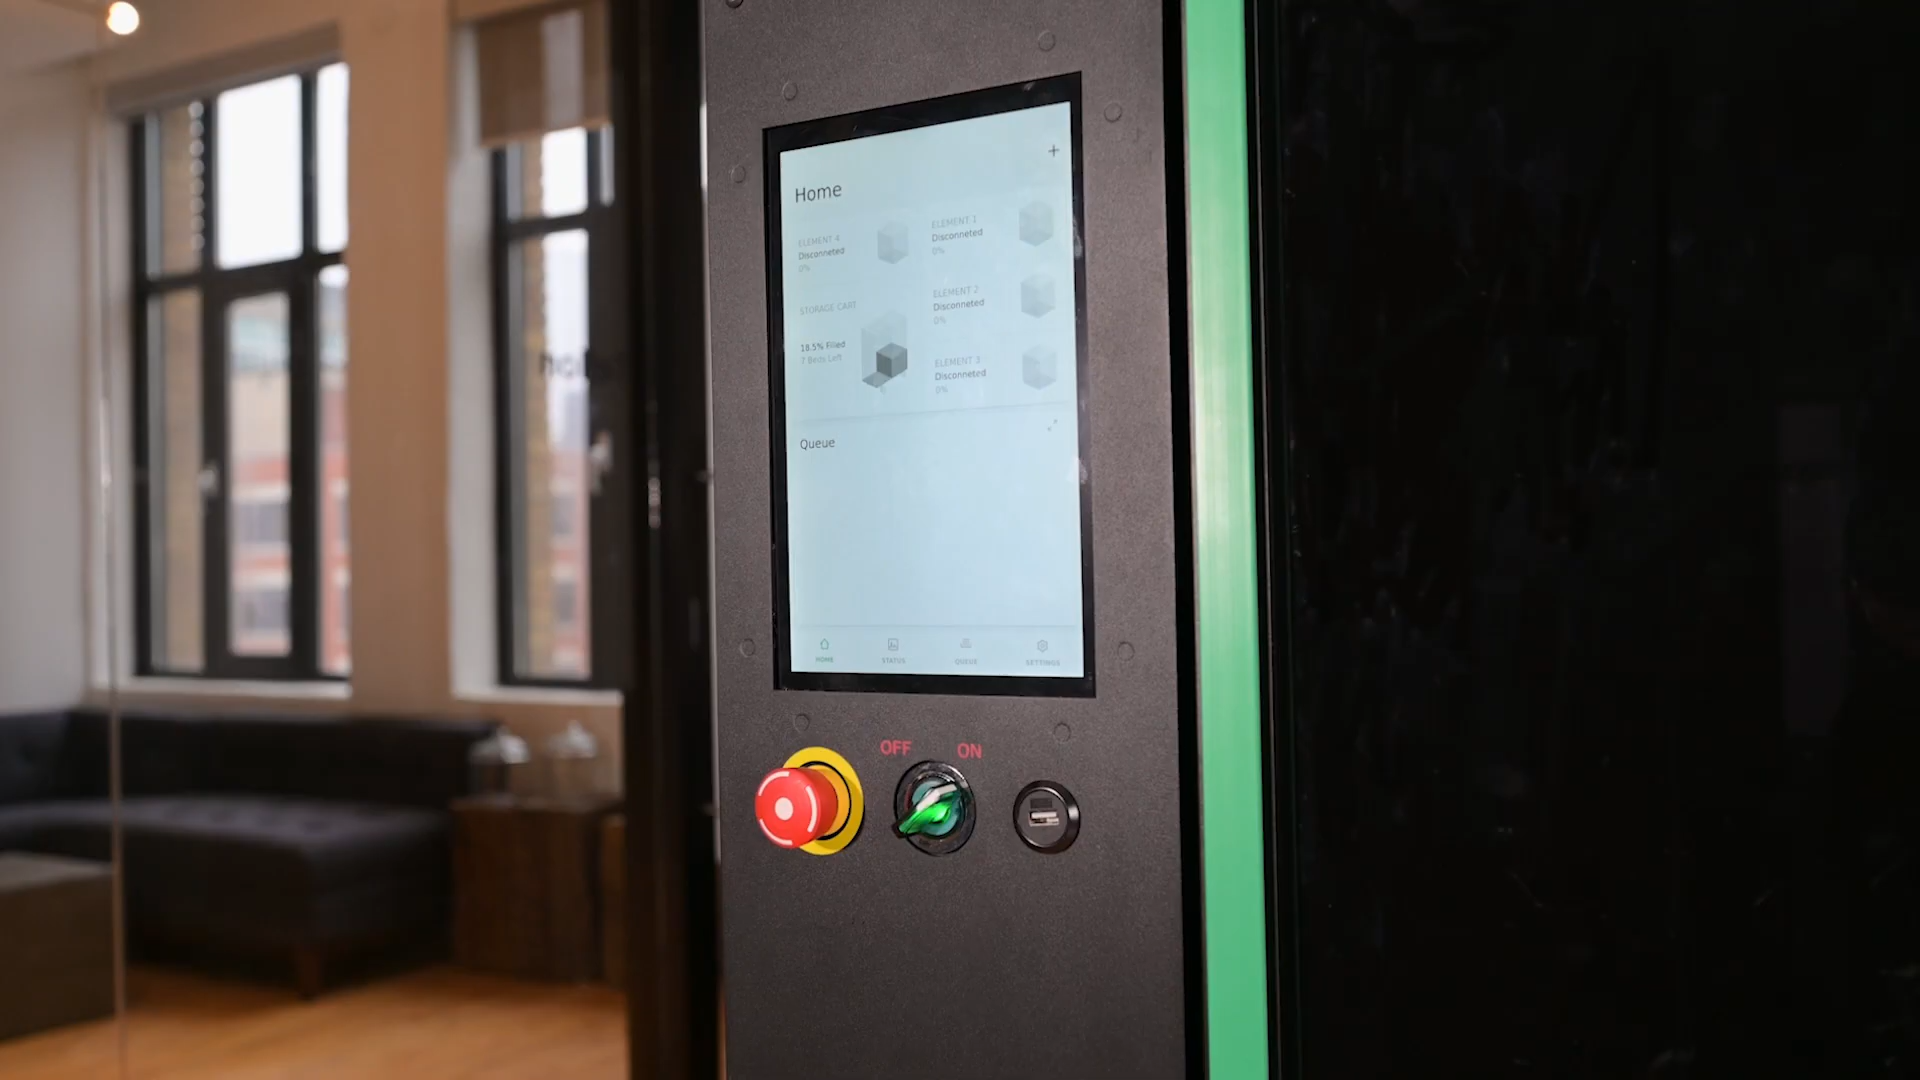 Home
ELEMENT 4
Disconneted
0%
STORAGE CART
18.5% Filled
7 Beds Left
ELEMENT 1
Disconneted
0%
ELEMENT 2
Disconneted
0%
ELEMENT 3
Disconneted
0%
Queue
HOME
STATUS
QUEUE
SETTINGS
OFF
ON